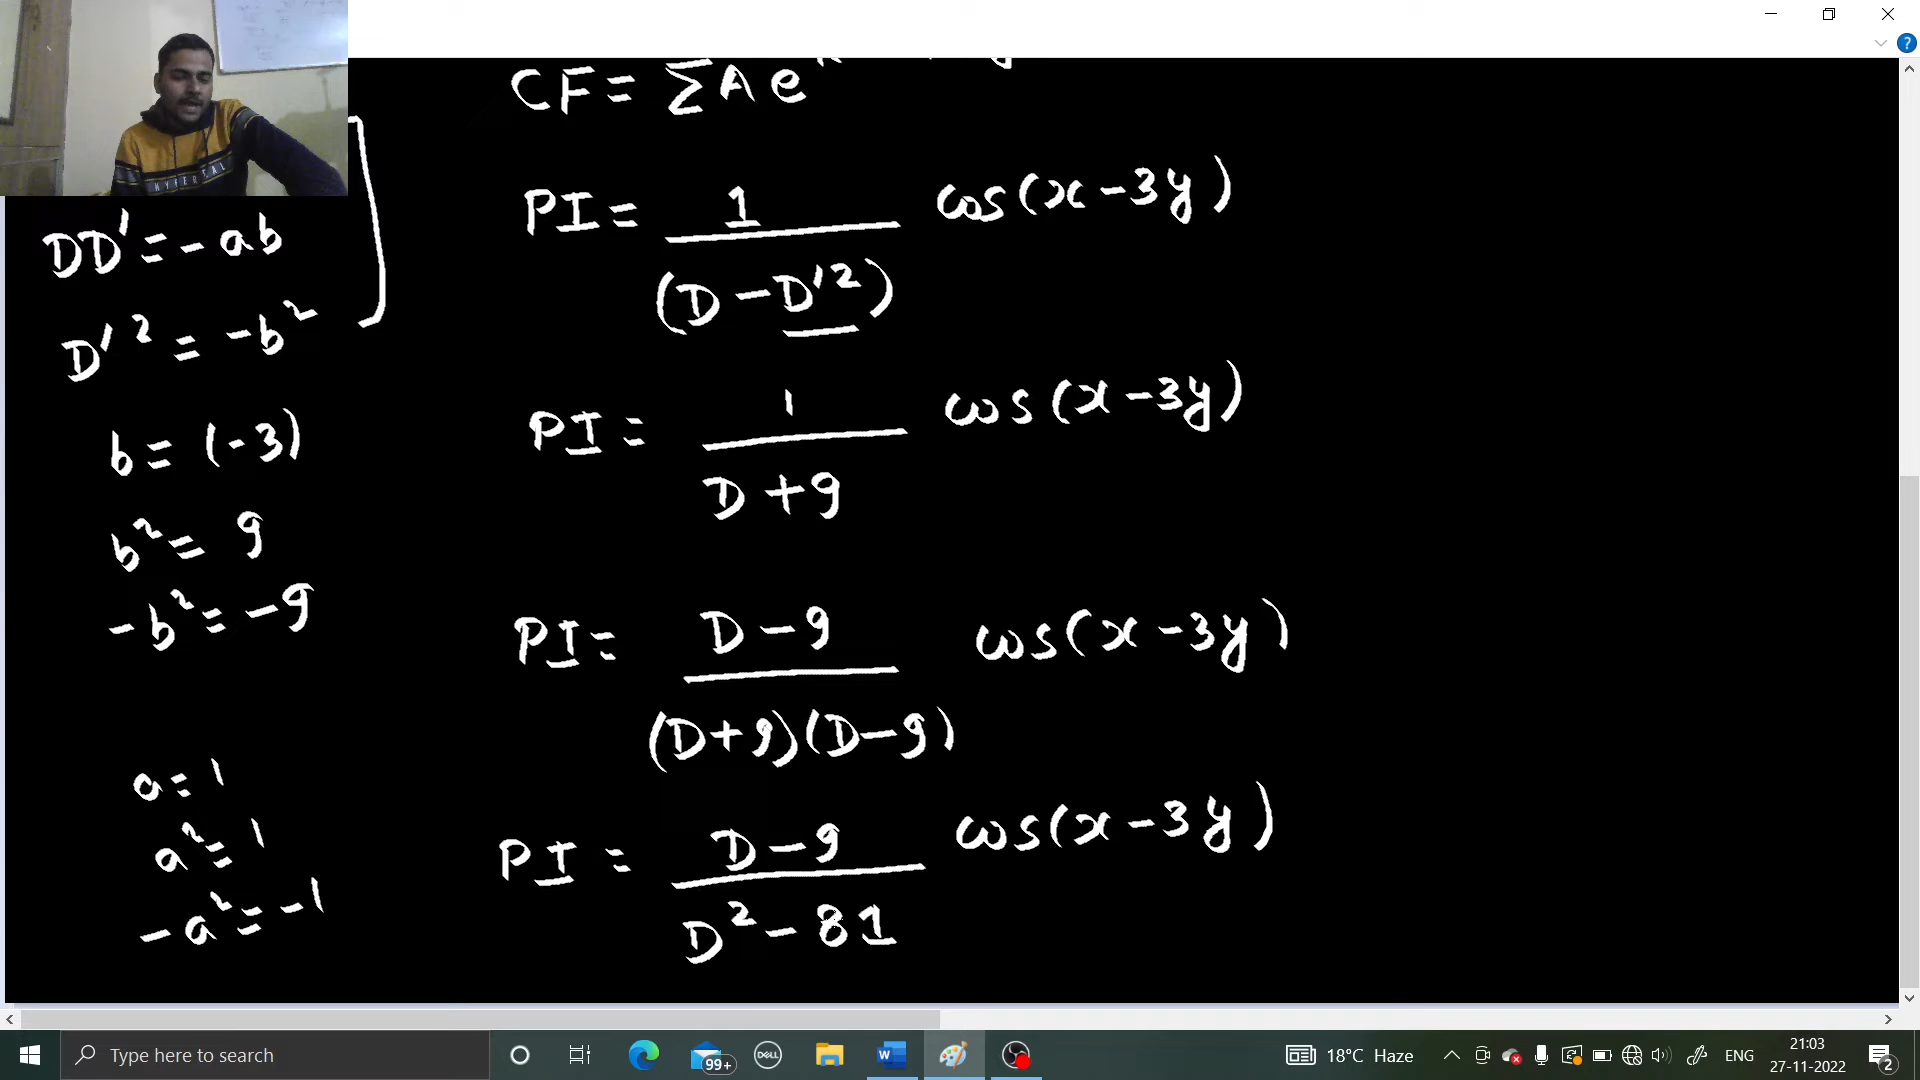 CF = ΣA e
PI = 1 / (D - D'²) cos(x-3y)
DD' = -ab
D'² = -b²
b = (-3)
b² = 9
-b² = -9
PI = 1 / D+9 cos(x-3y)
PI = D-9 / (D+9)(D-9) cos(x-3y)
a = 1
a² = 1
-a² = -1
PI = D-9 / D²-81 cos(x-3y)
Type here to search
99+
DELL
18°C Haze
ENG
21:03
27-11-2022
2